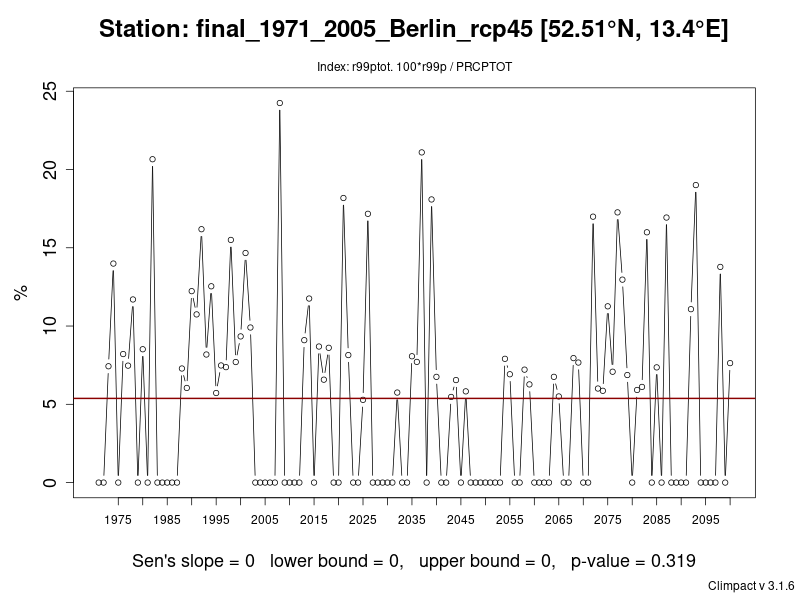 Station: final_1971_2005_Berlin_rcp45 [52.51°N, 13.4°E]
Index: r99ptot. 100*r99p / PRCPTOT
25
20
15
10
5
0
%
1975 1985 1995 2005 2015 2025 2035 2045 2055 2065 2075 2085 2095
Sen's slope = 0 lower bound = 0, upper bound = 0, p-value = 0.319
Climpact v 3.1.6